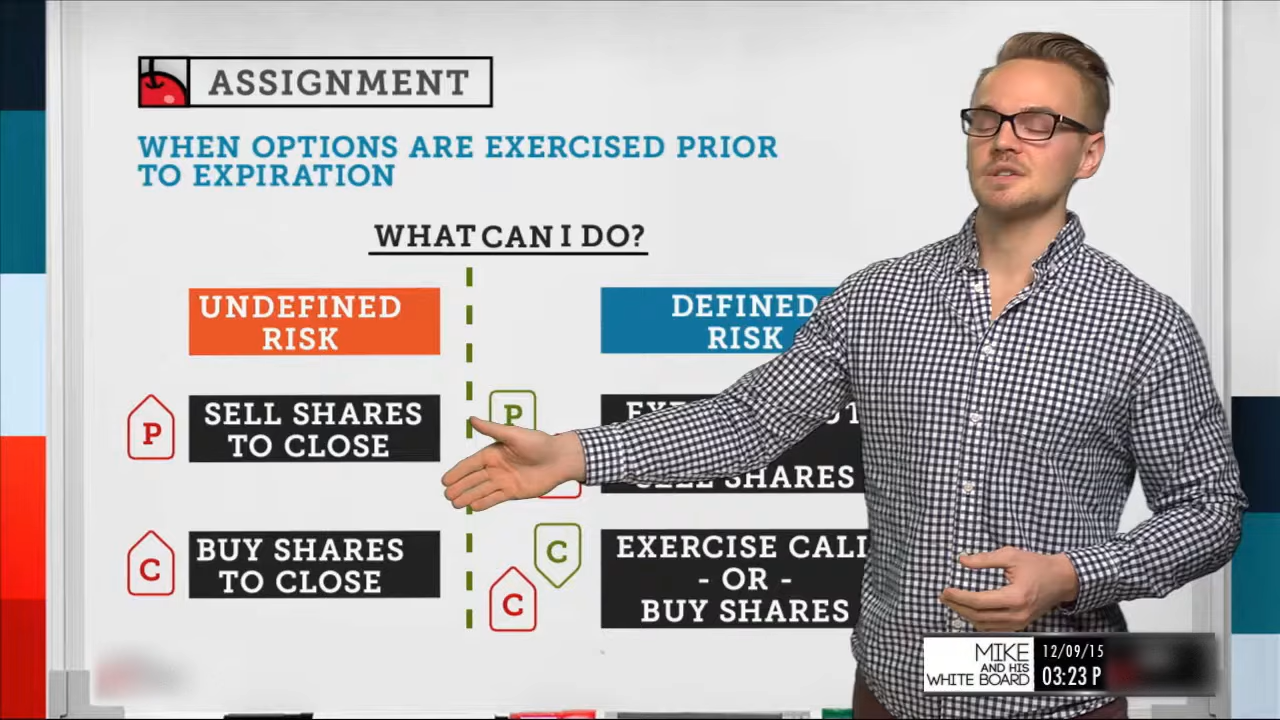 ASSIGNMENT
WHEN OPTIONS ARE EXERCISED PRIOR
TO EXPIRATION
WHAT CAN I DO?
UNDEFINED
RISK
DEFINED
RISK
P
SELL SHARES
TO CLOSE
P
SELL SHARES
C
BUY SHARES
TO CLOSE
C
C
EXERCISE CALL
- OR -
BUY SHARES
MIKE
AND HIS
WHITE BOARD
12/09/15
03:23 P